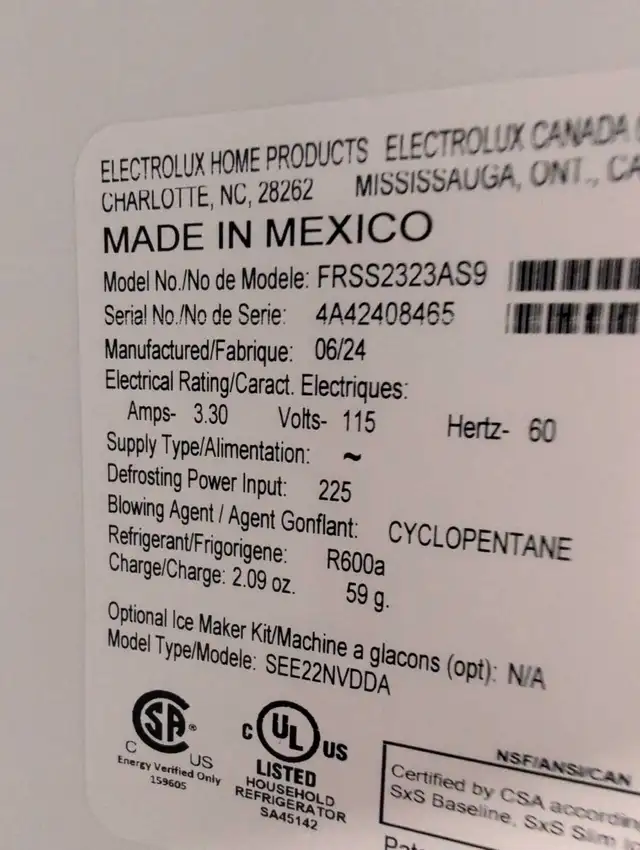 ELECTROLUX HOME PRODUCTS ELECTROLUX CANADA
CHARLOTTE, NC, 28262 MISSISSAUGA, ONT.,
MADE IN MEXICO
Model No./No de Modele: FRSS2323AS9
Serial No./No de Serie: 4A42408465
Manufactured/Fabrique: 06/24
Electrical Rating/Caract. Electriques:
Amps- 3.30 Volts- 115 Hertz- 60
Supply Type/Alimentation: ~
Defrosting Power Input: 225
Blowing Agent / Agent Gonflant: CYCLOPENTANE
Refrigerant/Frigorigene: R600a
Charge/Charge: 2.09 oz. 59 g.
Optional Ice Maker Kit/Machine a glacons (opt): N/A
Model Type/Modele: SEE22NVDDA
SA ®
C US
Energy Verified Only
159605
C UL US
LISTED
HOUSEHOLD
REFRIGERATOR
SA45142
NSF/ANSI/CAN
Certified by CSA
SxS Baseline, SxS Slim